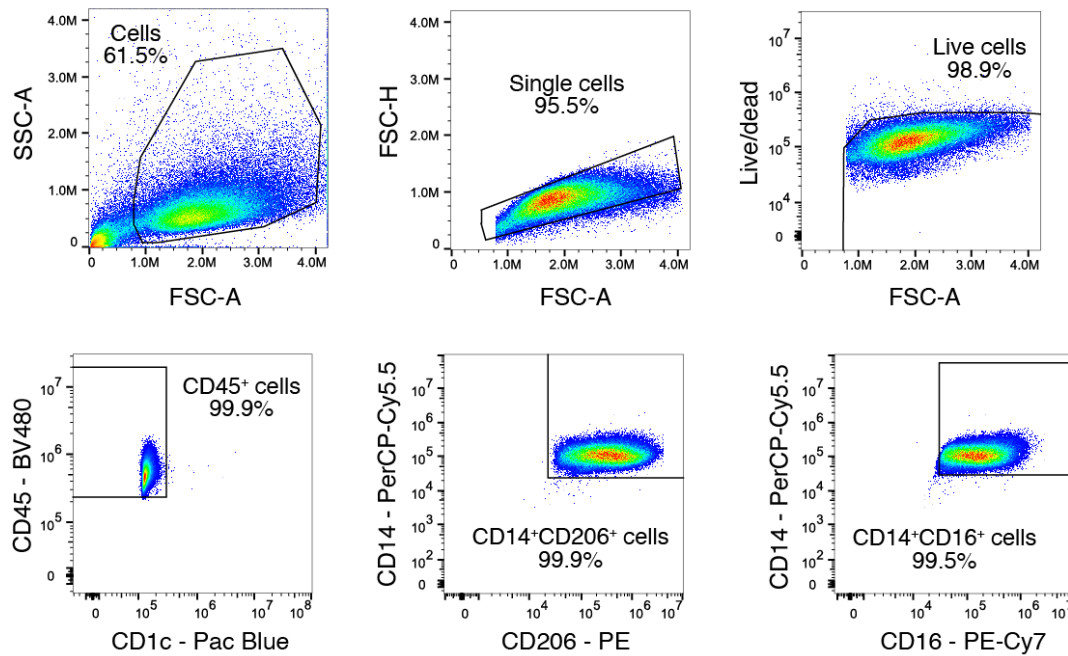 Cells
61.5%
SSC-A
4.0M
3.0M
2.0M
1.0M
0
0
1.0M
2.0M
3.0M
4.0M
FSC-A
Single cells
95.5%
FSC-H
4.0M
3.0M
2.0M
1.0M
0
0
1.0M
2.0M
3.0M
4.0M
FSC-A
Live cells
98.9%
Live/dead
10⁷
10⁶
10⁵
10⁴
0
1.0M
2.0M
3.0M
4.0M
FSC-A
CD45⁺ cells
99.9%
CD45 - BV480
10⁷
10⁶
10⁵
0
0
10⁵
10⁶
10⁷
10⁸
CD1c - Pac Blue
CD14⁺CD206⁺ cells
99.9%
CD14 - PerCP-Cy5.5
10⁷
10⁶
10⁵
10⁴
10³
10²
0
10⁴
10⁵
10⁶
10⁷
CD206 - PE
CD14⁺CD16⁺ cells
99.5%
CD14 - PerCP-Cy5.5
10⁷
10⁶
10⁵
10⁴
10³
10²
0
0
10⁴
10⁵
10⁶
10⁷
CD16 - PE-Cy7